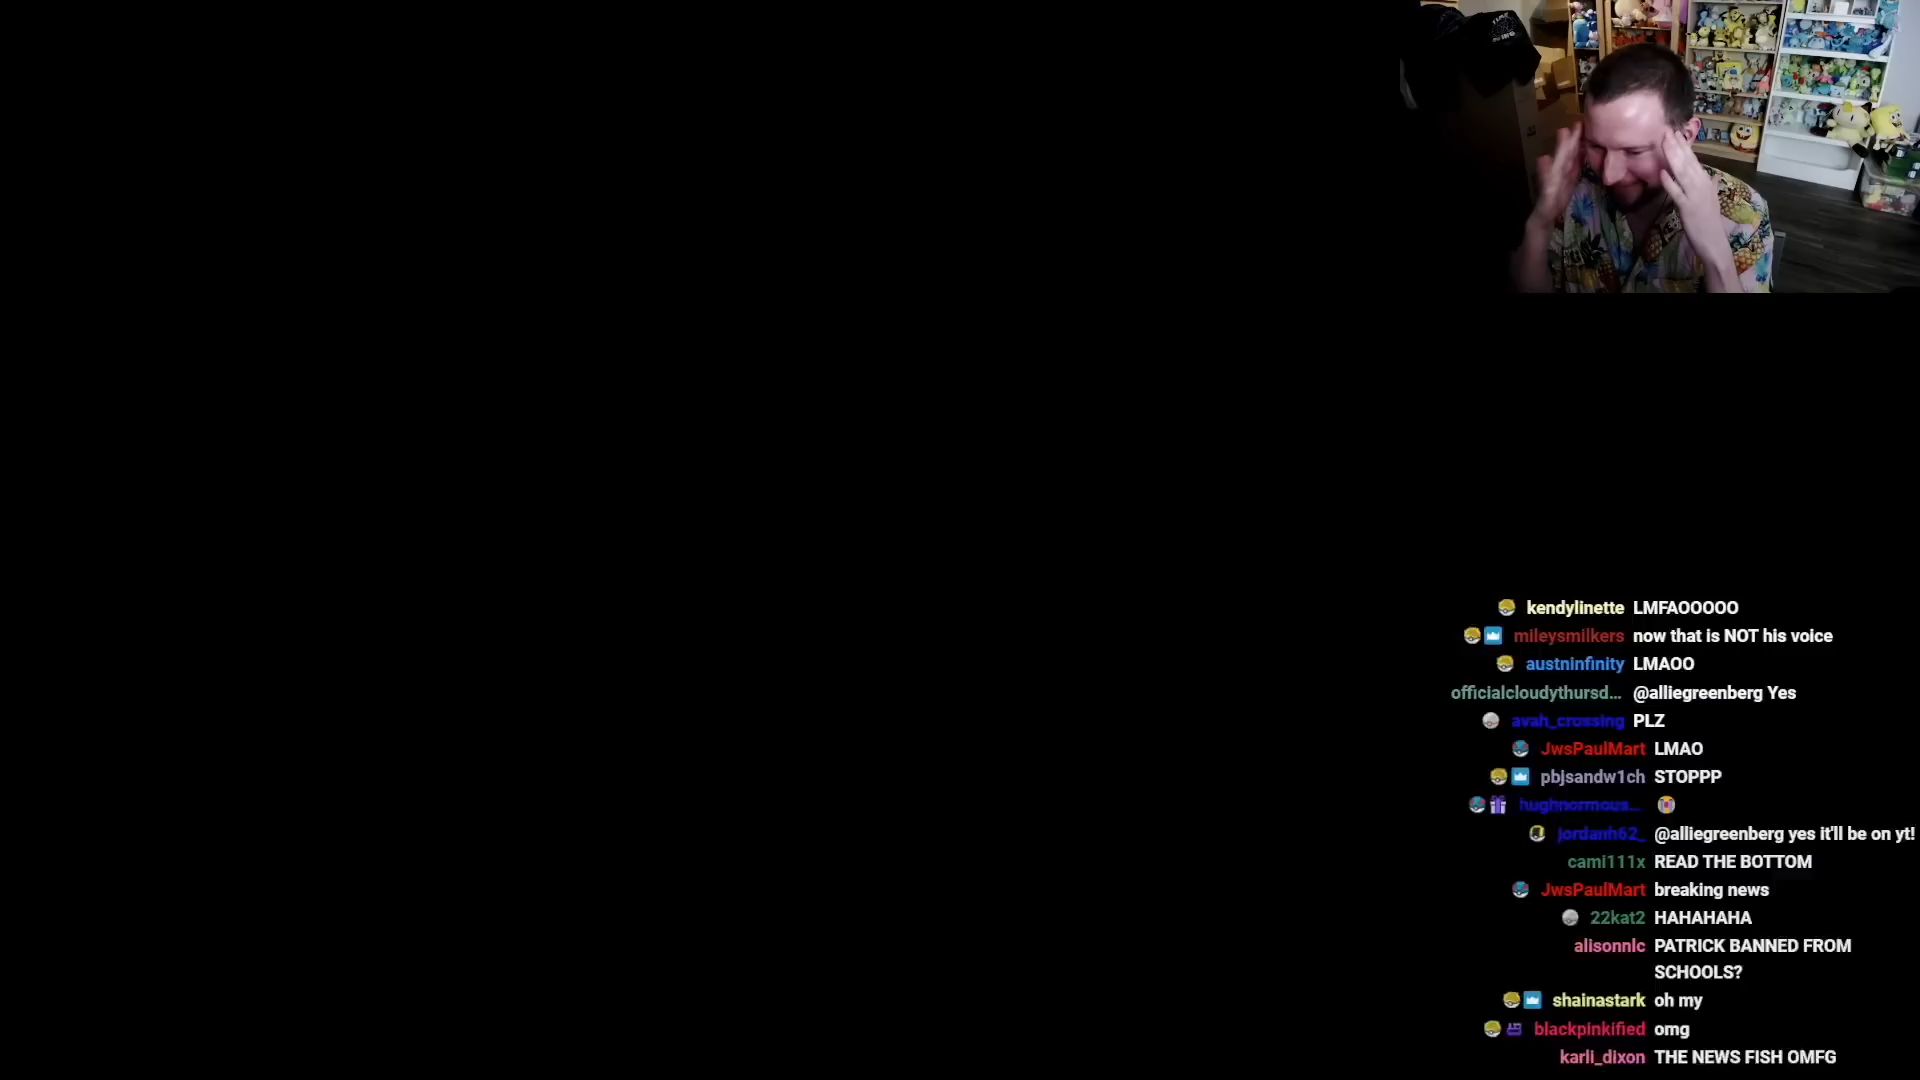 kendylinette LMFAOOOOO
mileysmilkers now that is NOT his voice
austninfinity LMAOO
officialcloudythursd... @alliegreenberg Yes
avah_crossing PLZ
JwsPaulMart LMAO
pbjsandw1ch STOPPP
hughnormous_...
jordanh62_ @alliegreenberg yes it'll be on yt!
cami111x READ THE BOTTOM
JwsPaulMart breaking news
22kat2 HAHAHAHA
alisonnlc PATRICK BANNED FROM
SCHOOLS?
shainastark oh my
blackpinkified omg
karli_dixon THE NEWS FISH OMFG